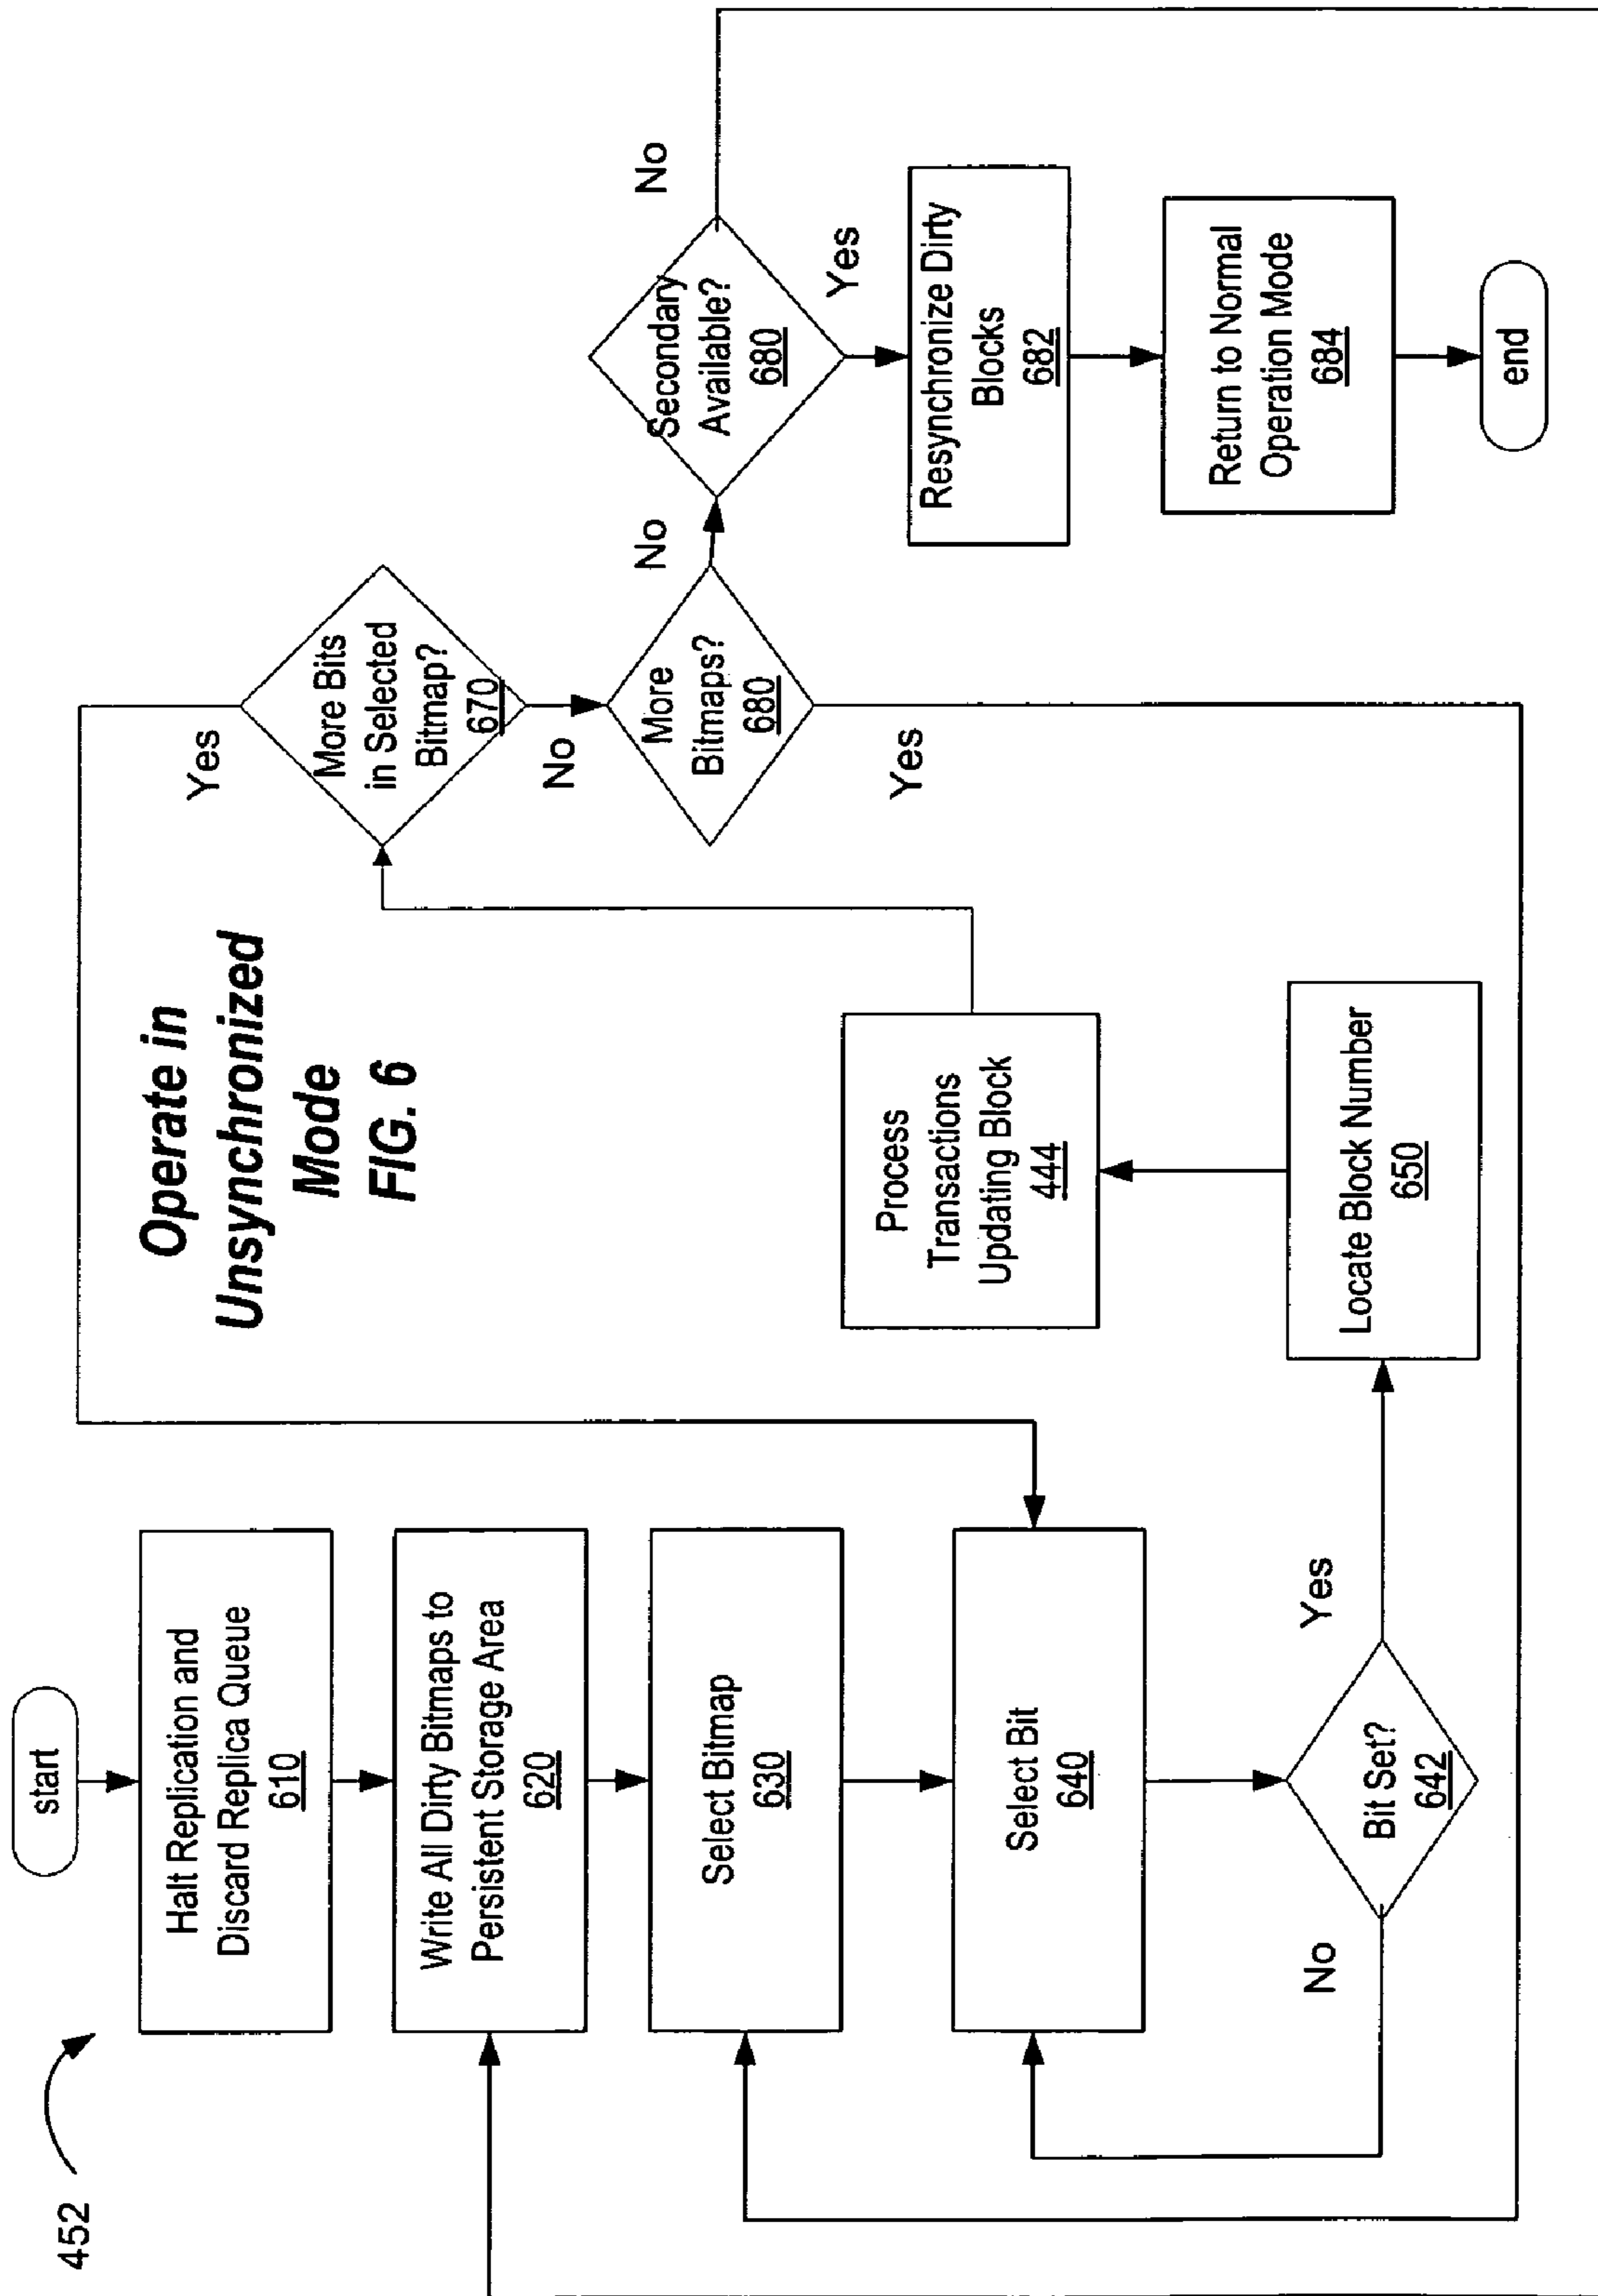 452
start
Halt Replication and
Discard Replica Queue
610
Write All Dirty Bitmaps to
Persistent Storage Area
620
Select Bitmap
630
Select Bit
640
Bit Set?
642
No
Yes
Locate Block Number
650
Process
Transactions
Updating Block
444
Operate in
Unsynchronized
Mode
FIG. 6
Yes
More Bits
in Selected
Bitmap?
670
No
More
Bitmaps?
680
Yes
No
Secondary
Available?
680
No
Yes
Resynchronize Dirty
Blocks
682
Return to Normal
Operation Mode
684
end